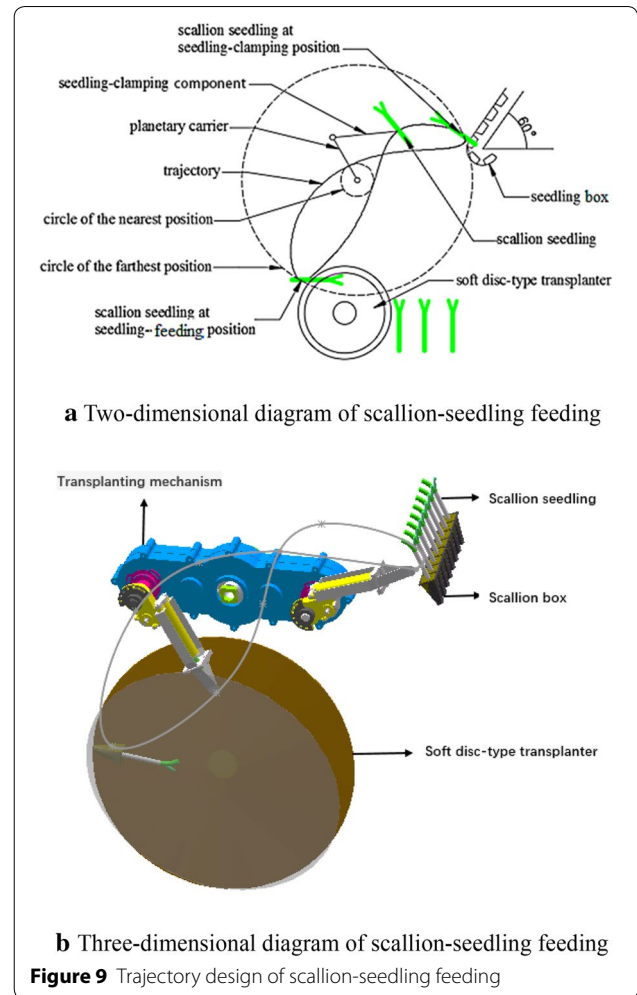 scallion seedling at
seedling-clamping position
seedling-clamping component
planetary carrier
trajectory
circle of the nearest position
circle of the farthest position
scallion seedling at
seedling--feeding position
60°
seedling box
scallion seedling
soft disc-type transplanter
a Two-dimensional diagram of scallion-seedling feeding
Transplanting mechanism
Scallion seedling
Scallion box
Soft disc-type transplanter
b Three-dimensional diagram of scallion-seedling feeding
Figure 9 Trajectory design of scallion-seedling feeding